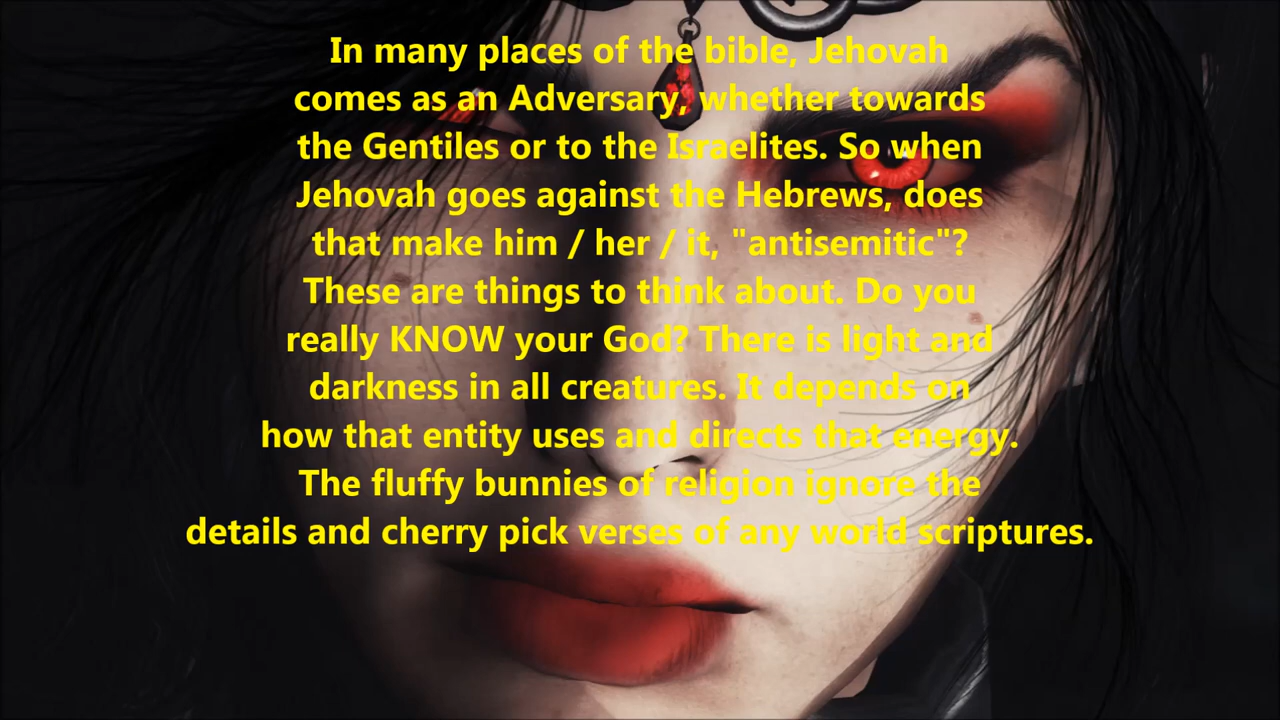 In many places of the bible, Jehovah
comes as an Adversary, whether towards
the Gentiles or to the Israelites. So when
Jehovah goes against the Hebrews, does
that make him / her / it, "antisemitic"?
These are things to think about. Do you
really KNOW your God? There is light and
darkness in all creatures. It depends on
how that entity uses and directs that energy.
The fluffy bunnies of religion ignore the
details and cherry pick verses of any world scriptures.